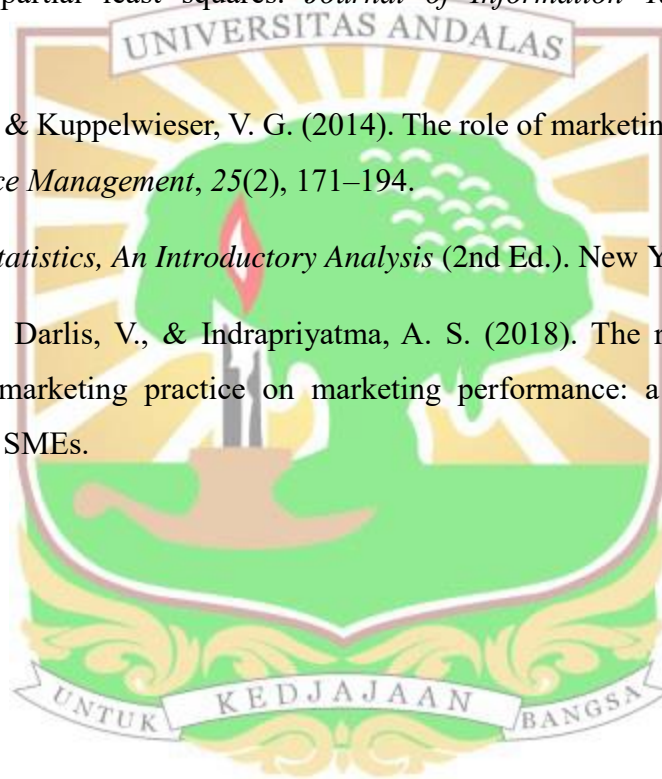 partial least squares. Journal of Information
UNIVERSITAS ANDALAS
& Kuppelwieser, V. G. (2014). The role of
ce Management, 25(2), 171–194.
tatistics, An Introductory Analysis (2nd Ed.). New Y
Darlis, V., & Indrapriyatma, A. S. (2018). The
marketing practice on marketing performance: a
SMEs.
UNTUK KEDJAJAAN BANGSA